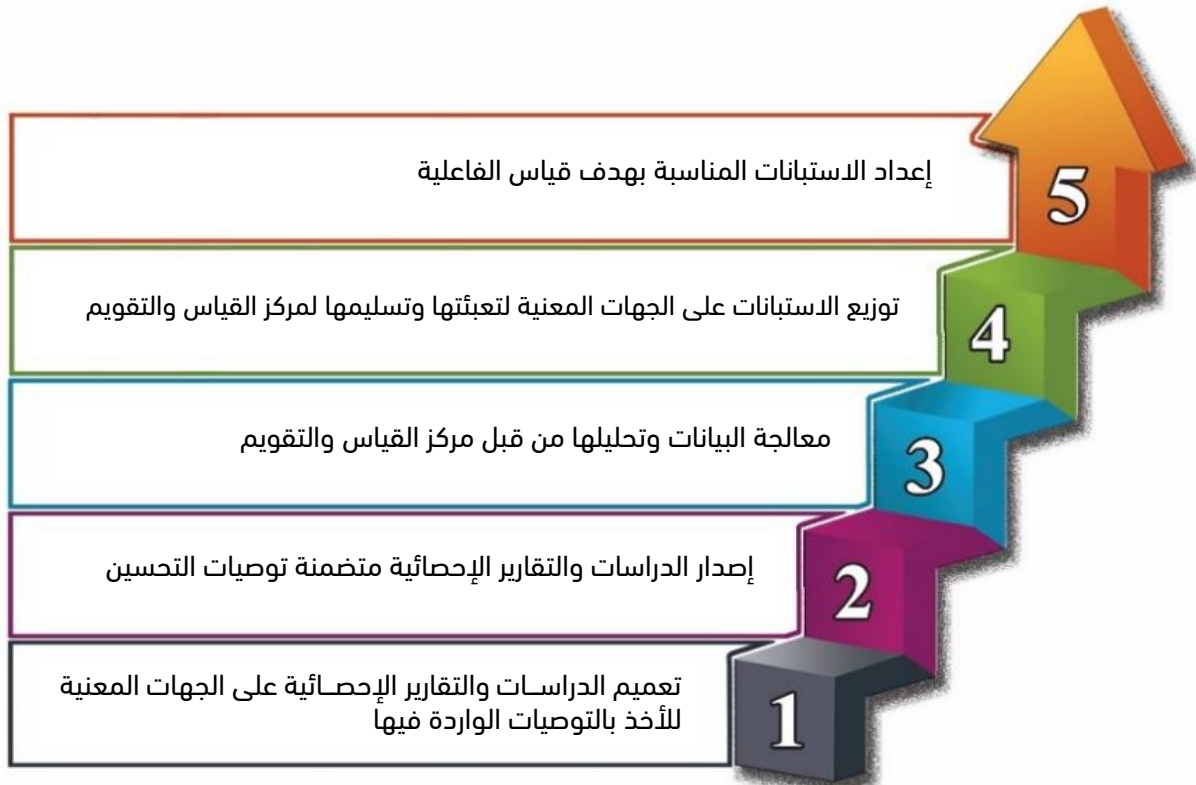 إعداد الاستبانات المناسبة بهدف قياس الفاعلية
5
توزيع الاستبانات على الجهات المعنية لتعبئتها وتسليمها لمركز القياس والتقويم
4
معالجة البيانات وتحليلها من قبل مركز القياس والتقويم
3
إصدار الدراسات والتقارير الإحصائية متضمنة توصيات التحسين
2
تعميم الدراســات والتقارير الإحصــائية على الجهات المعنية
للأخذ بالتوصيات الواردة فيها
1